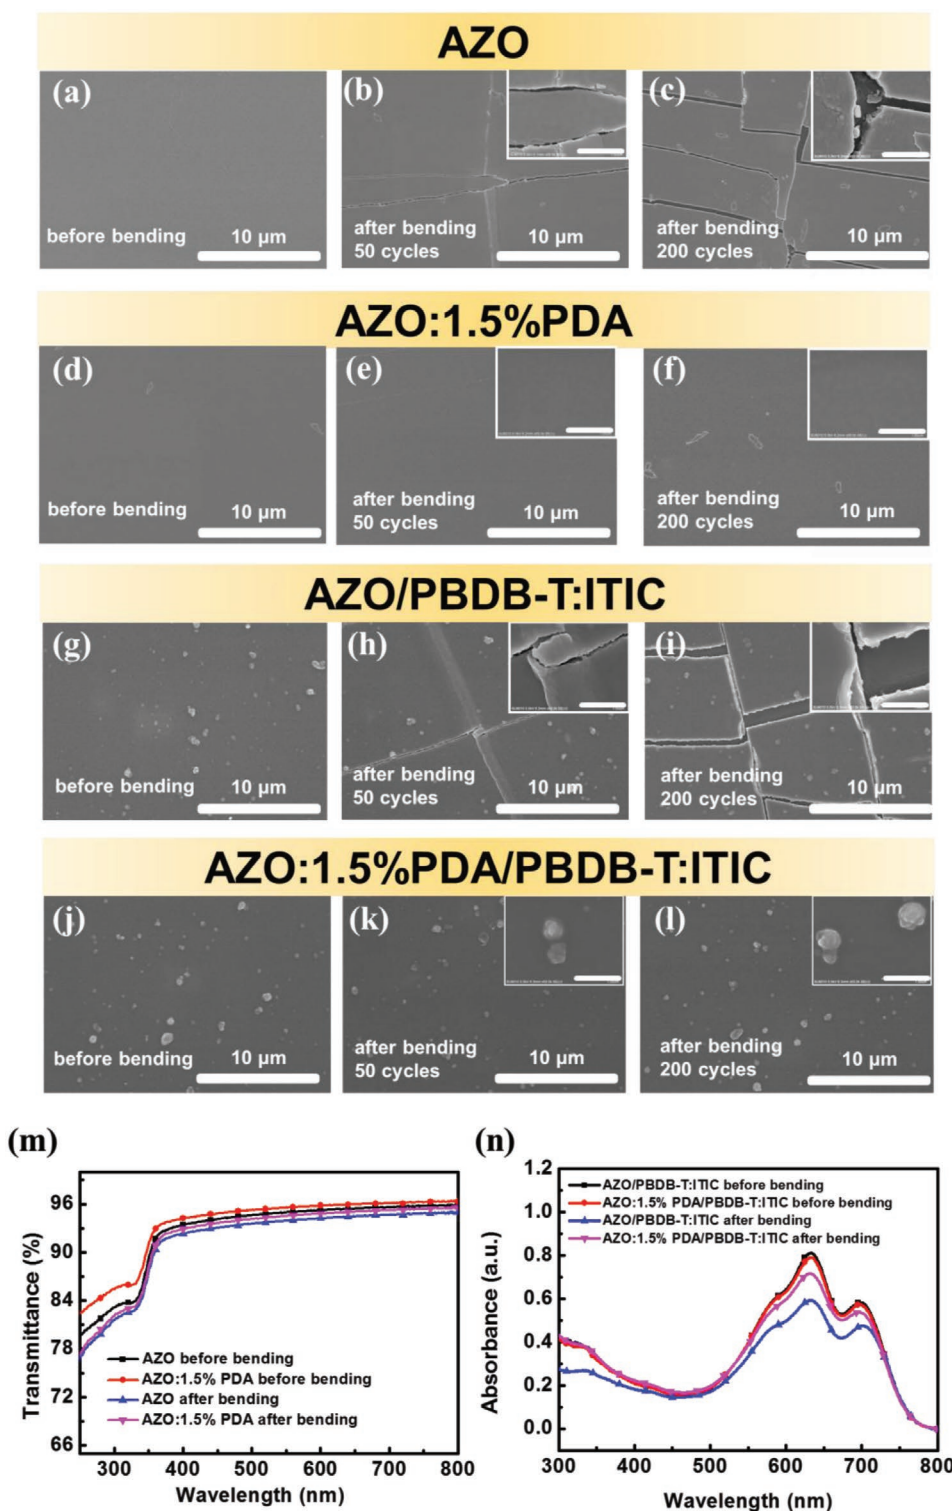 AZO
(a)
before bending
10 µm
(b)
after bending
50 cycles
10 µm
(c)
after bending
200 cycles
10 µm
AZO:1.5%PDA
(d)
before bending
10 µm
(e)
after bending
50 cycles
10 µm
(f)
after bending
200 cycles
10 µm
AZO/PBDB-T:ITIC
(g)
before bending
10 µm
(h)
after bending
50 cycles
10 µm
(i)
after bending
200 cycles
10 µm
AZO:1.5%PDA/PBDB-T:ITIC
(j)
before bending
10 µm
(k)
after bending
50 cycles
10 µm
(l)
after bending
200 cycles
10 µm
(m)
Transmittance (%)
96
90
84
78
72
66
AZO before bending
AZO:1.5% PDA before bending
AZO after bending
AZO:1.5% PDA after bending
300 400 500 600 700 800
Wavelength (nm)
(n)
Absorbance (a.u.)
1.2
1.0
0.8
0.6
0.4
0.2
0.0
AZO/PBDB-T:ITIC before bending
AZO:1.5% PDA/PBDB-T:ITIC before bending
AZO/PBDB-T:ITIC after bending
AZO:1.5% PDA/PBDB-T:ITIC after bending
300 400 500 600 700 800
Wavelength (nm)